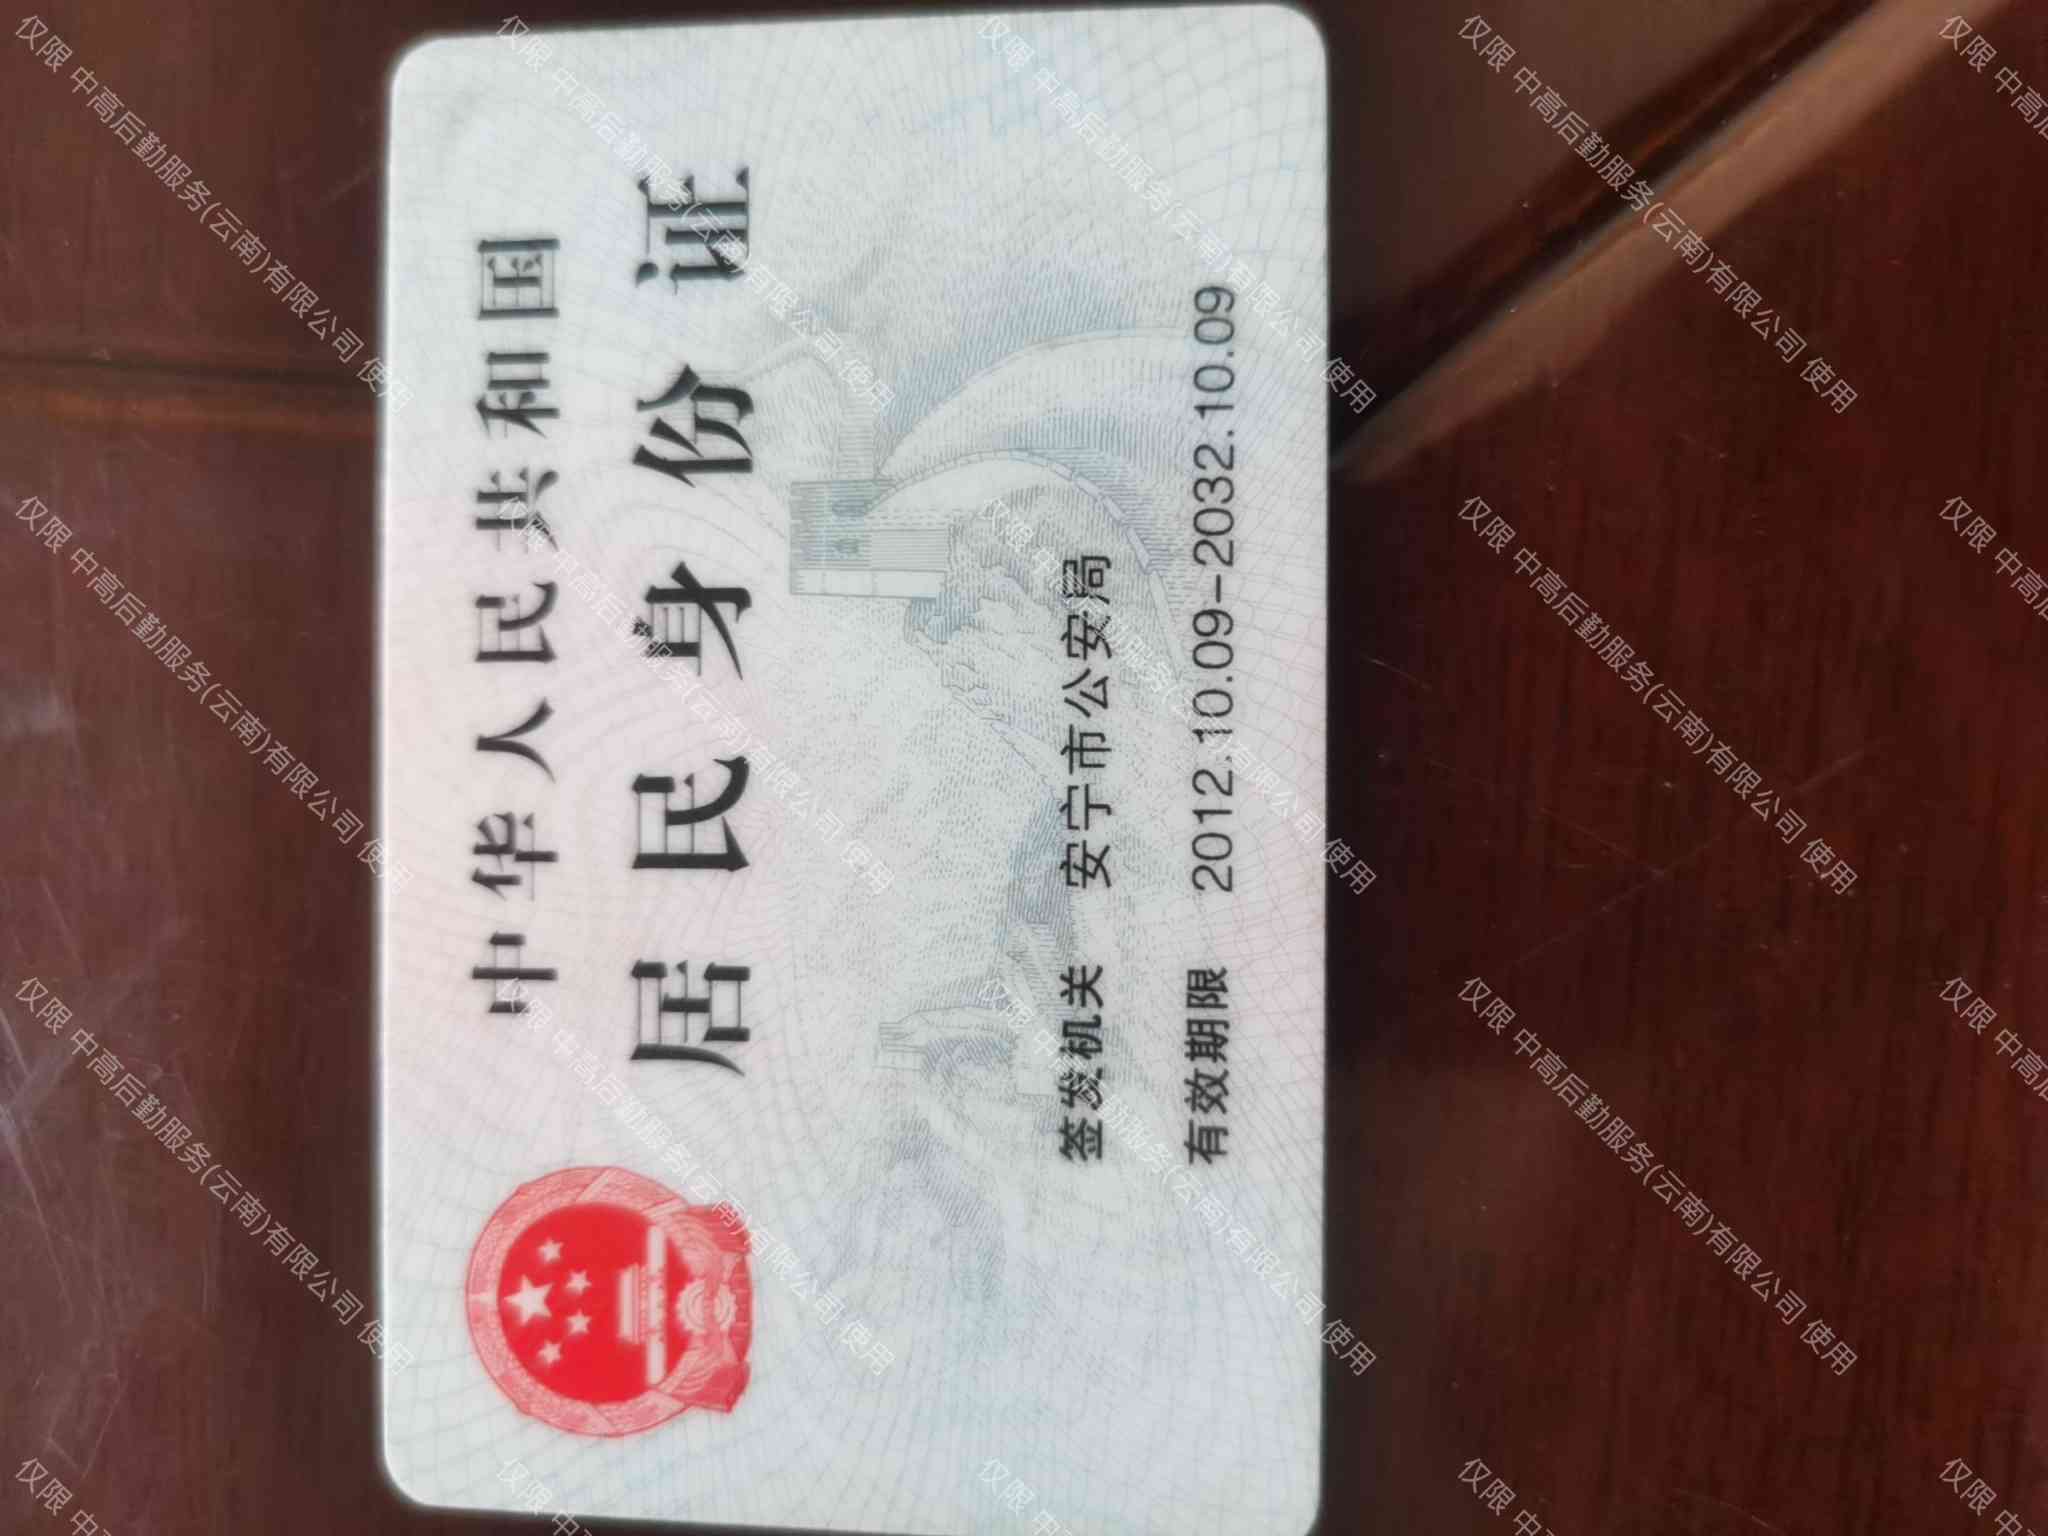 中华人民共和国
居民身份证
签发机关 安宁市公安局
有效期限 2012.10.09-2032.10.09
仅限 中高后勤服务(云南)有限公司 使用